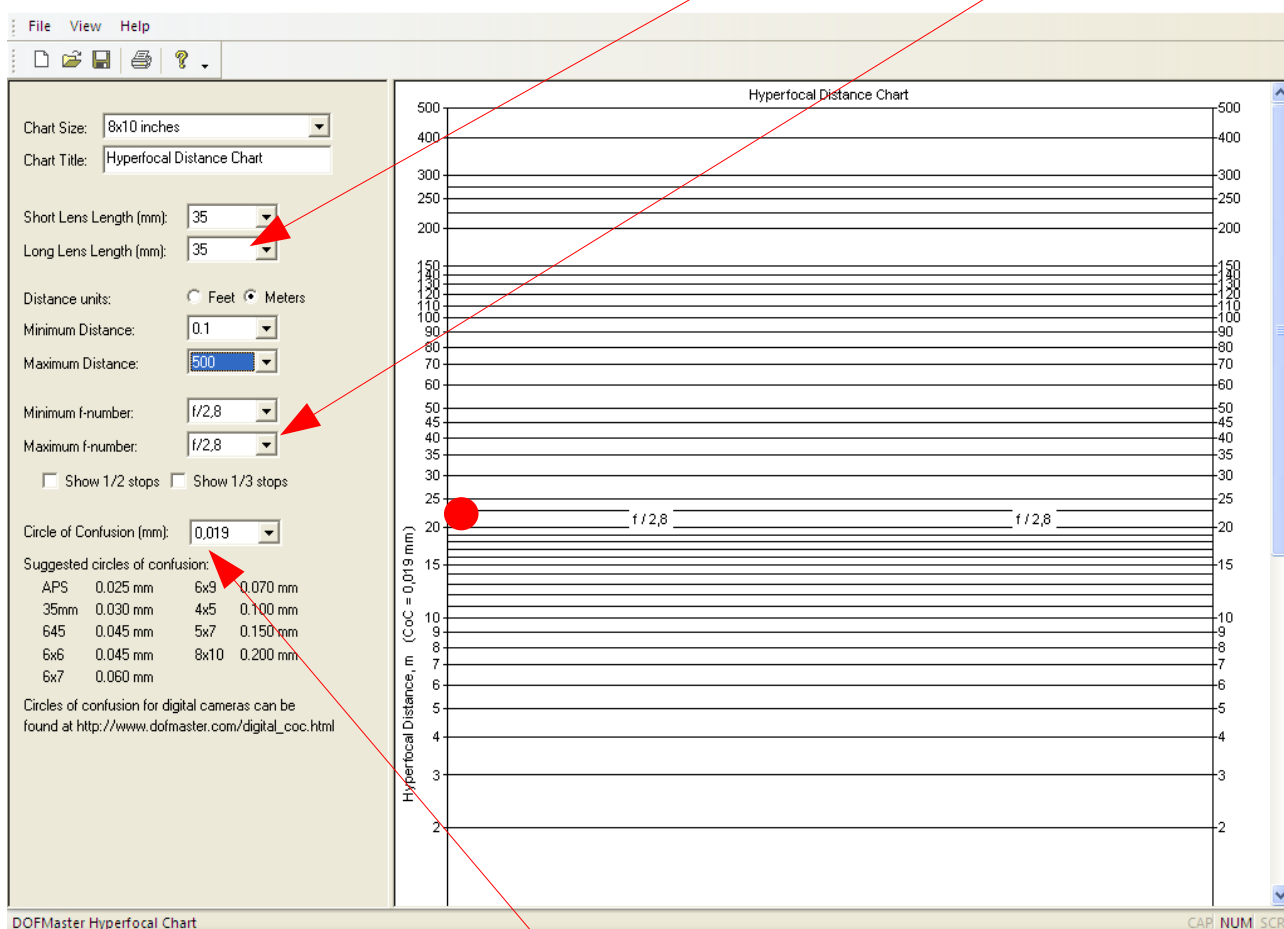 File View Help
Chart Size: 8x10 inches
Chart Title: Hyperfocal Distance Chart
Short Lens Length (mm): 35
Long Lens Length (mm): 35
Distance units: Feet Meters
Minimum Distance: 0.1
Maximum Distance: 500
Minimum f-number: f/2,8
Maximum f-number: f/2,8
Show 1/2 stops Show 1/3 stops
Circle of Confusion (mm): 0,019
Suggested circles of confusion:
APS 0.025 mm 6x9 0.070 mm
35mm 0.030 mm 4x5 0.100 mm
645 0.045 mm 5x7 0.150 mm
6x6 0.045 mm 8x10 0.200 mm
6x7 0.060 mm
Circles of confusion for digital cameras can be
found at http://www.dofmaster.com/digital_coc.html
Hyperfocal Distance Chart
500 500
400 400
300 300
250 250
200 200
150 150
140 140
130 130
120 120
110 110
100 100
90 90
80 80
70 70
60 60
50 50
45 45
40 40
35 35
30 30
25 25
f / 2,8 f / 2,8
20 20
15 15
10 10
9 9
8 8
7 7
6 6
5 5
4 4
3 3
2 2
Hyperfocal Distance, m (CoC = 0,019 mm)
DOFMaster Hyperfocal Chart
CAP NUM SCR